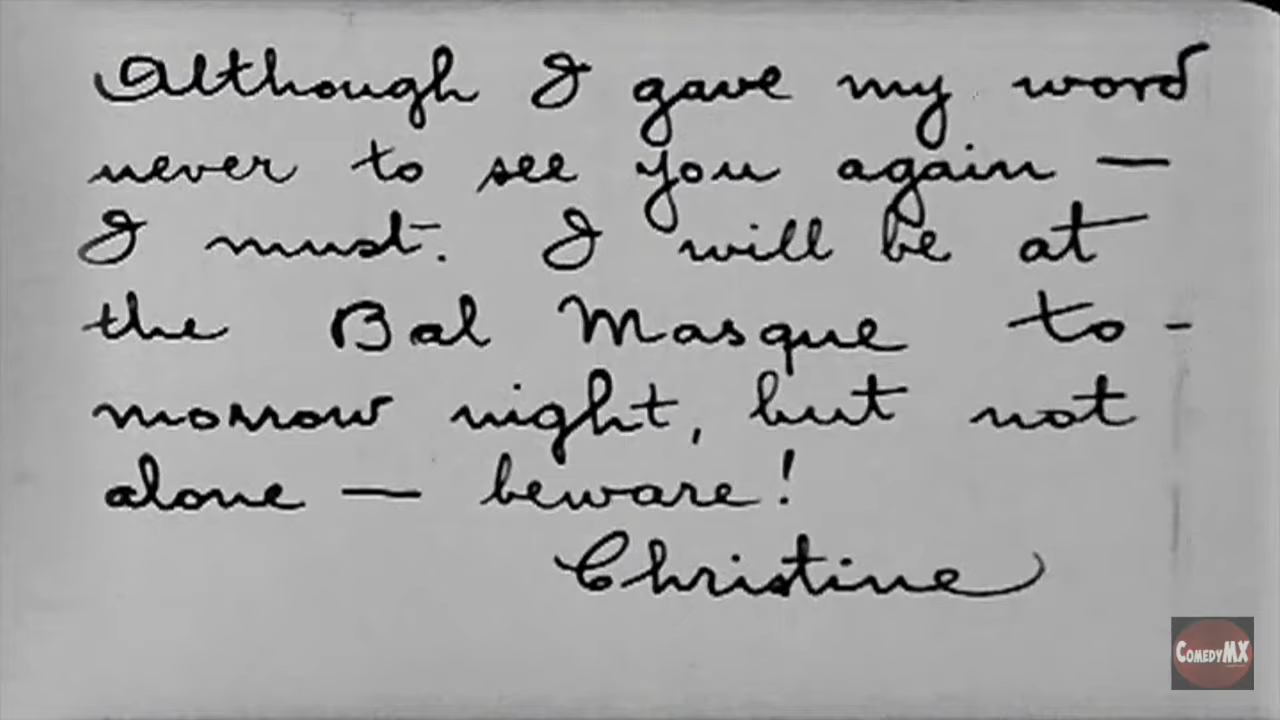 Although I gave my word
never to see you again —
I must. I will be at
the Bal Masque to-
morrow night, but not
alone — beware!
Christine
COMEDYMX